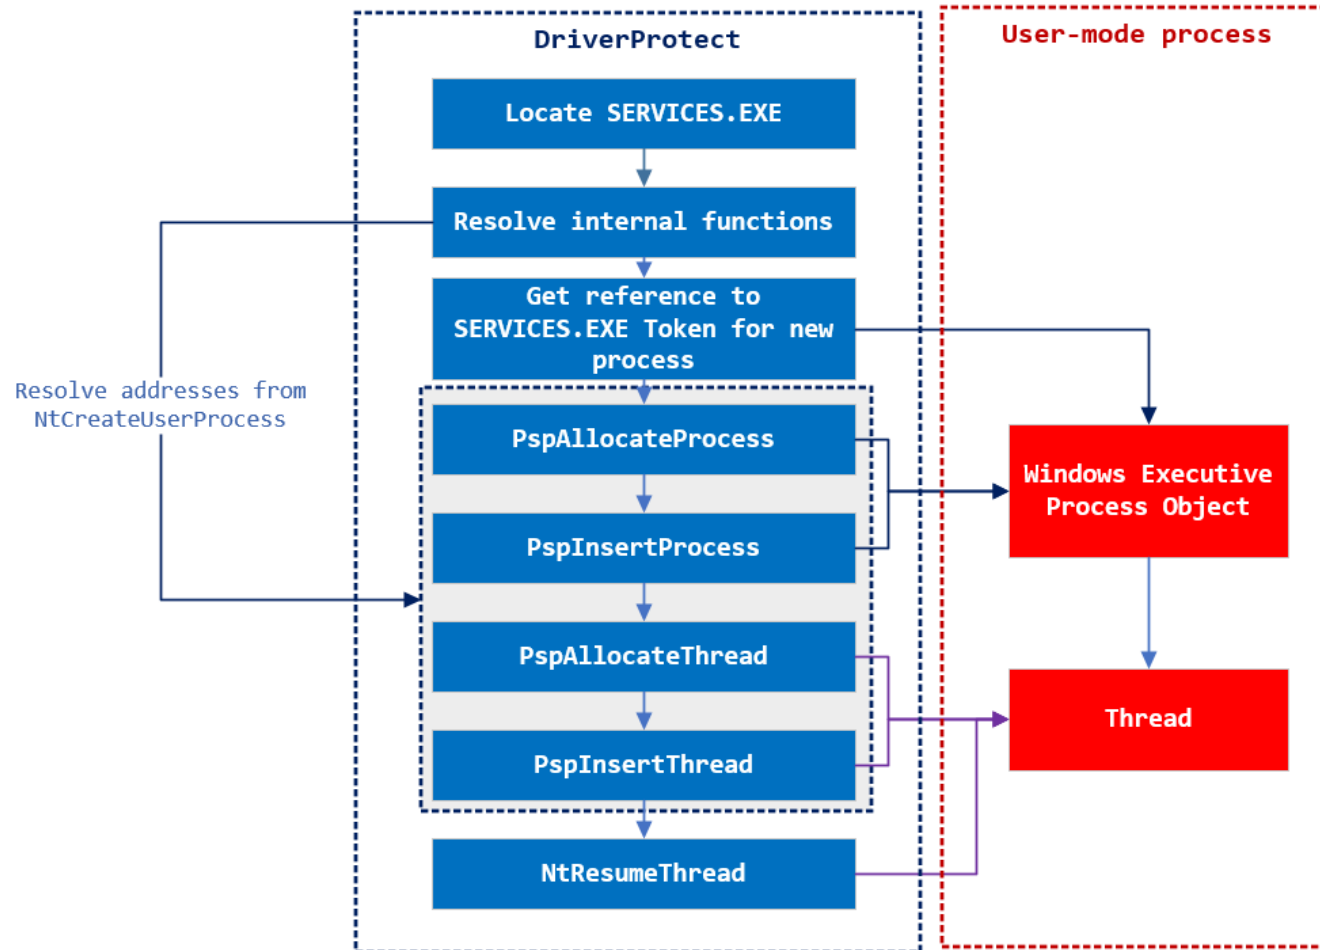 DriverProtect
User-mode process
Locate SERVICES.EXE
Resolve internal functions
Get reference to
SERVICES.EXE Token for new
process
Resolve addresses from
NtCreateUserProcess
PspAllocateProcess
Windows Executive
Process Object
PspInsertProcess
PspAllocateThread
Thread
PspInsertThread
NtResumeThread